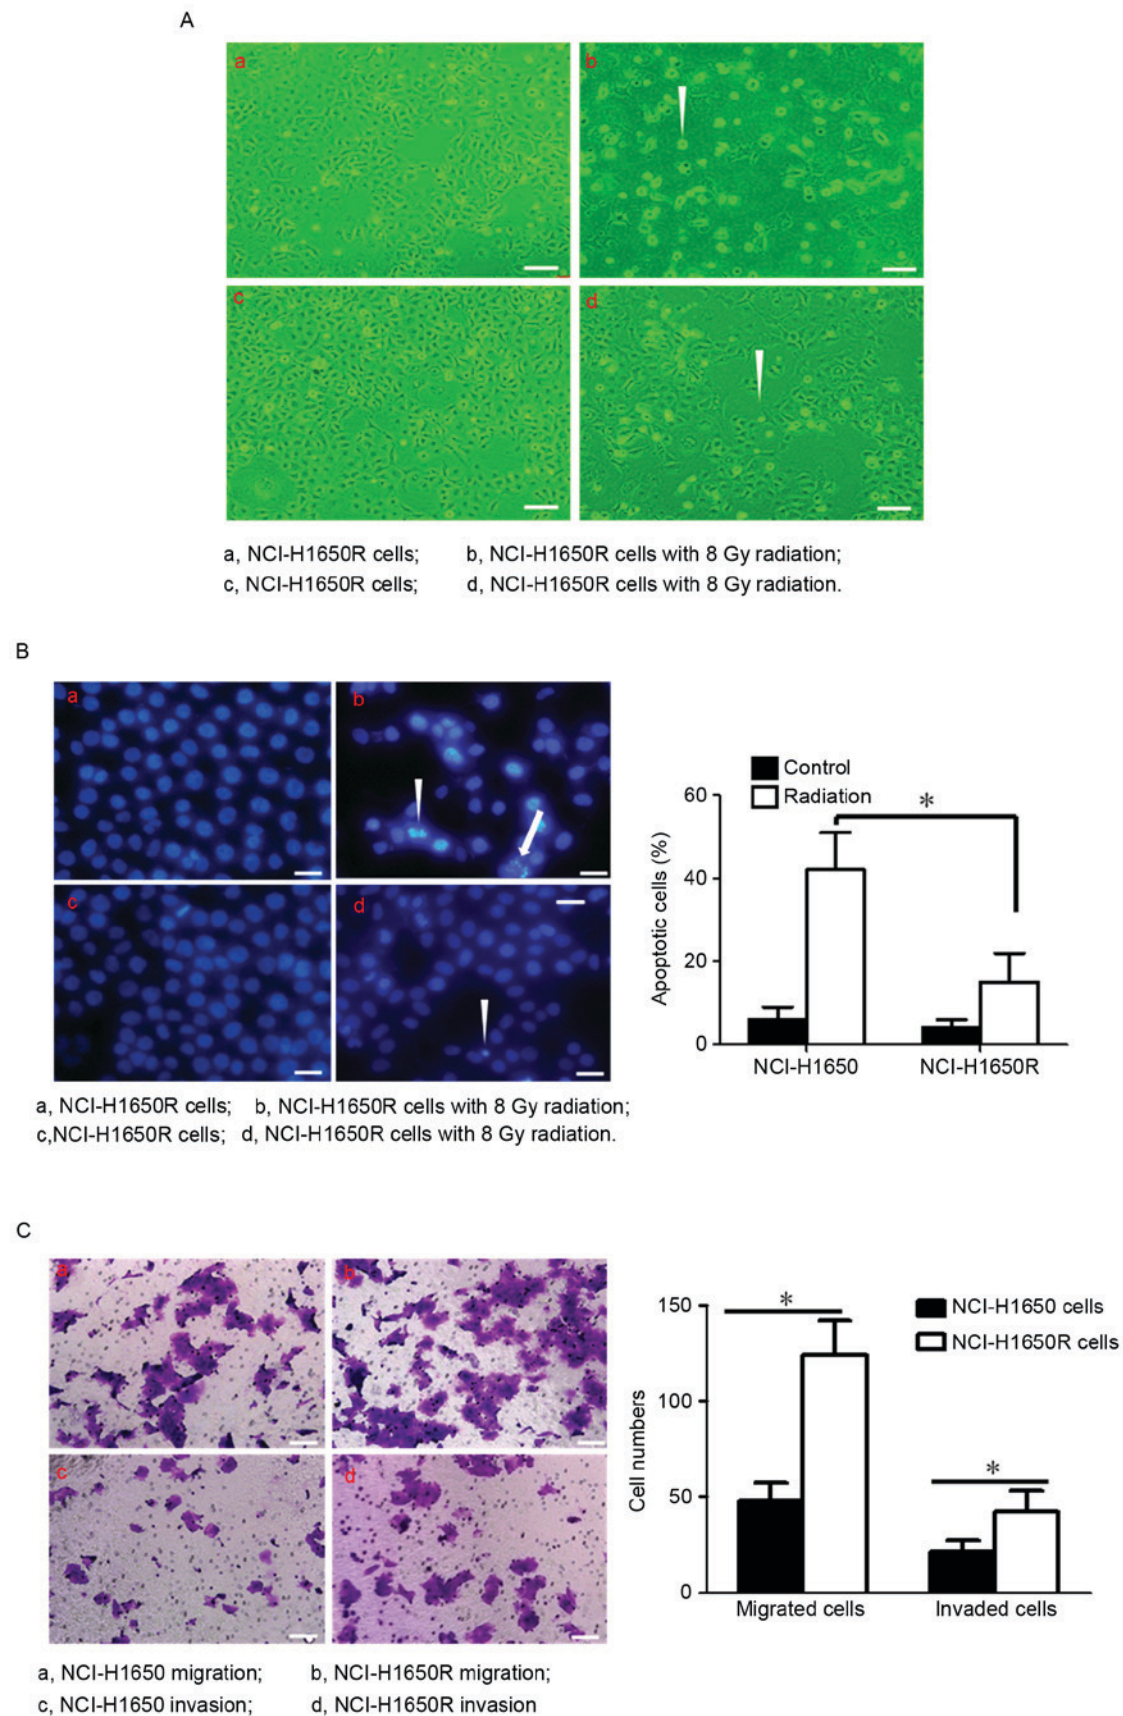 A
a
b
c
d
a, NCI-H1650R cells; b, NCI-H1650R cells with 8 Gy radiation;
c, NCI-H1650R cells; d, NCI-H1650R cells with 8 Gy radiation.
B
a
b
c
d
Control
Radiation
*
60
40
20
0
Apoptotic cells (%)
NCI-H1650 NCI-H1650R
a, NCI-H1650R cells; b, NCI-H1650R cells with 8 Gy radiation;
c,NCI-H1650R cells; d, NCI-H1650R cells with 8 Gy radiation.
C
a
b
c
d
NCI-H1650 cells
NCI-H1650R cells
*
*
150
100
50
0
Cell numbers
Migrated cells Invaded cells
a, NCI-H1650 migration; b, NCI-H1650R migration;
c, NCI-H1650 invasion; d, NCI-H1650R invasion